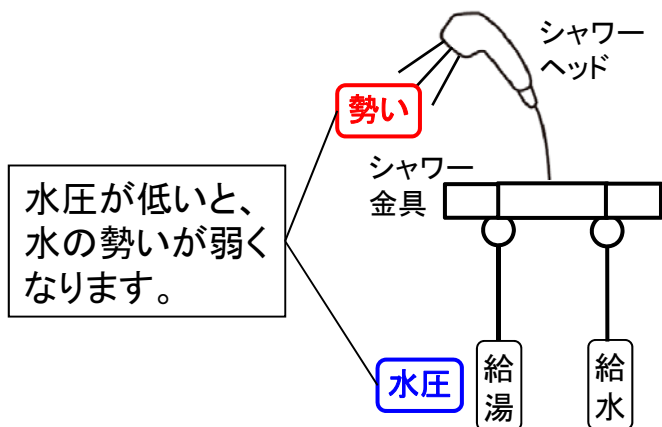 シャワー
ヘッド
勢い
シャワー
金具
水圧が低いと、
水の勢いが弱く
なります。
水圧
給湯
給水